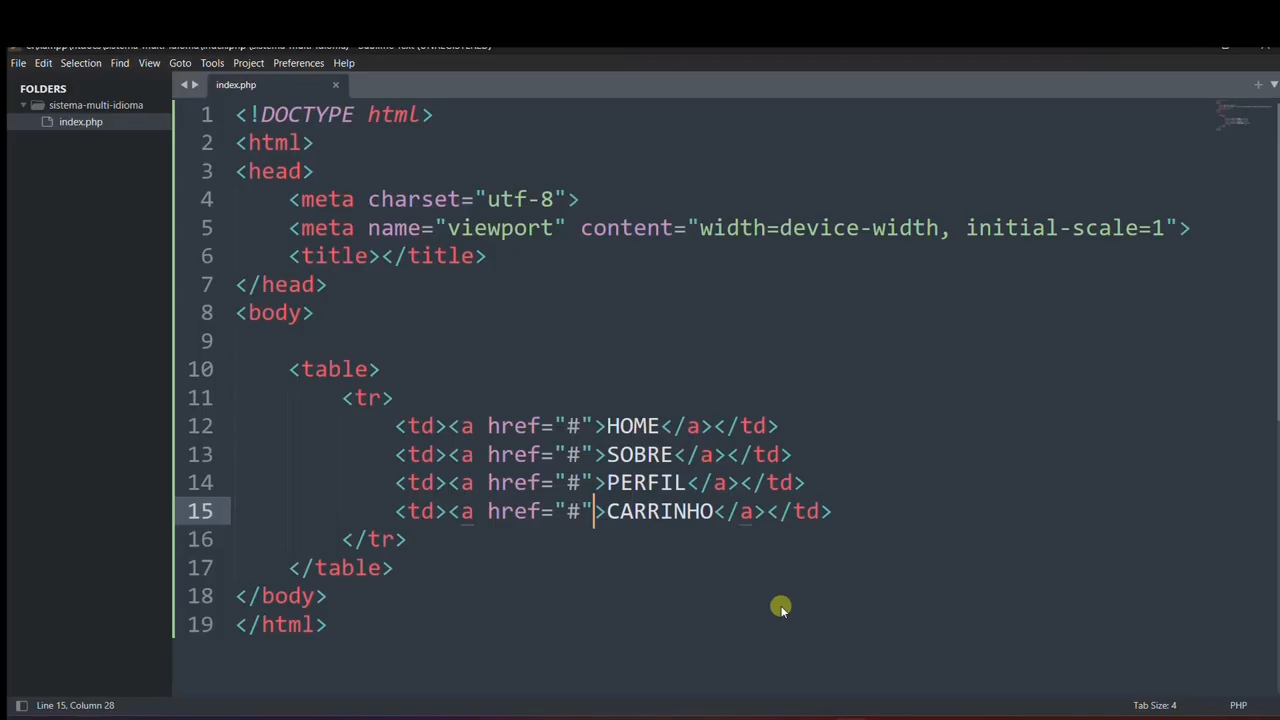 File Edit Selection Find View Goto Tools Project Preferences Help
FOLDERS
sistema-multi-idioma
index.php
index.php
1 <!DOCTYPE html>
2 <html>
3 <head>
4 <meta charset="utf-8">
5 <meta name="viewport" content="width=device-width, initial-scale=1">
6 <title></title>
7 </head>
8 <body>
9
10 <table>
11 <tr>
12 <td><a href="#">HOME</a></td>
13 <td><a href="#">SOBRE</a></td>
14 <td><a href="#">PERFIL</a></td>
15 <td><a href="#">CARRINHO</a></td>
16 </tr>
17 </table>
18 </body>
19 </html>
Line 15, Column 28
Tab Size: 4
PHP